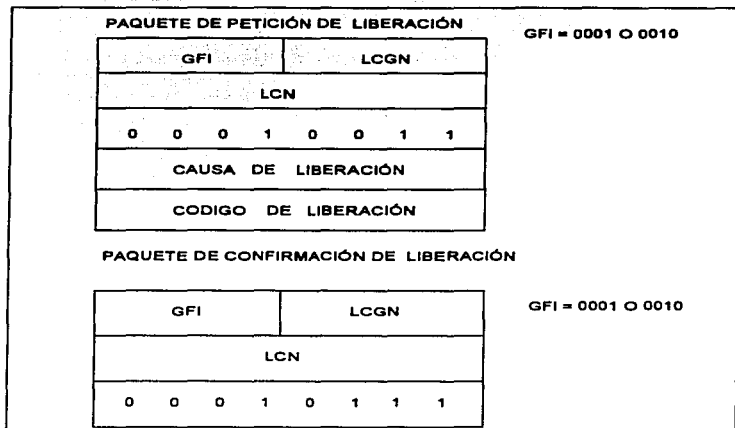 PAQUETE DE PETICIÓN DE LIBERACIÓN
GFI = 0001 O 0010
GFI LCGN
LCN
0 0 0 1 0 0 1 1
CAUSA DE LIBERACIÓN
CODIGO DE LIBERACIÓN
PAQUETE DE CONFIRMACIÓN DE LIBERACIÓN
GFI LCGN
GFI = 0001 O 0010
LCN
0 0 0 1 0 1 1 1